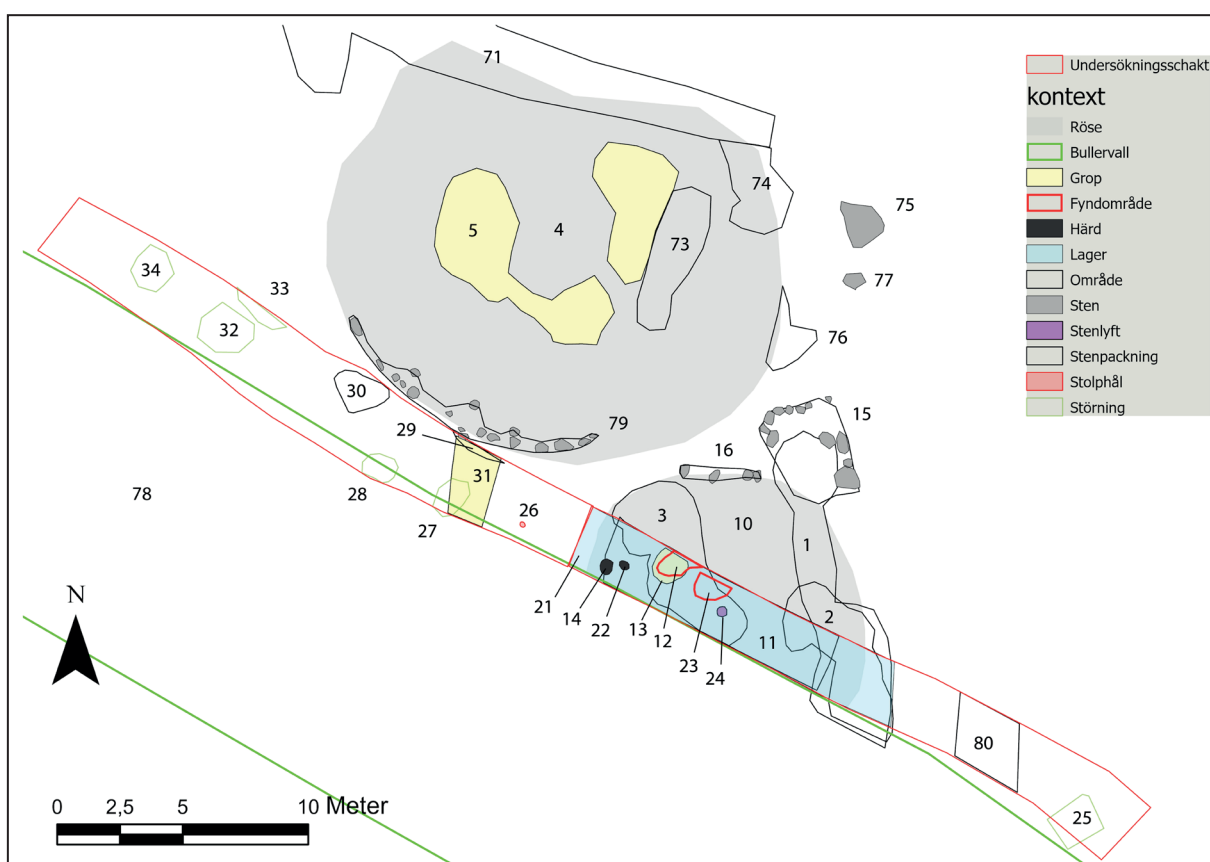 71
74
75
73
5
4
77
34
33
32
76
30
79
15
16
29
31
3
10
1
26
28
78
27
2
21
14
22
13
12
23
24
11
80
25
N
0 2,5 5 10 Meter
Undersökningsschakt
kontext
Röse
Bullervall
Grop
Fyndområde
Härd
Lager
Område
Sten
Stenlyft
Stenpackning
Stolphål
Störning